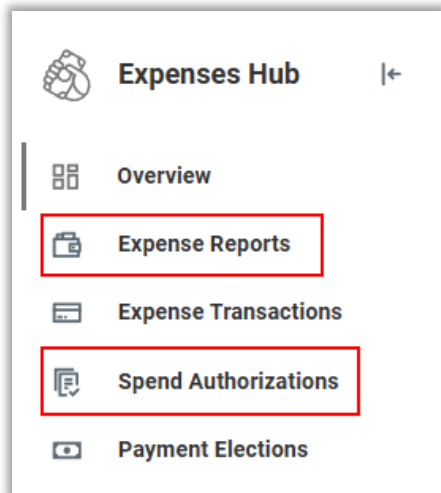 Expenses Hub
Overview
Expense Reports
Expense Transactions
Spend Authorizations
Payment Elections